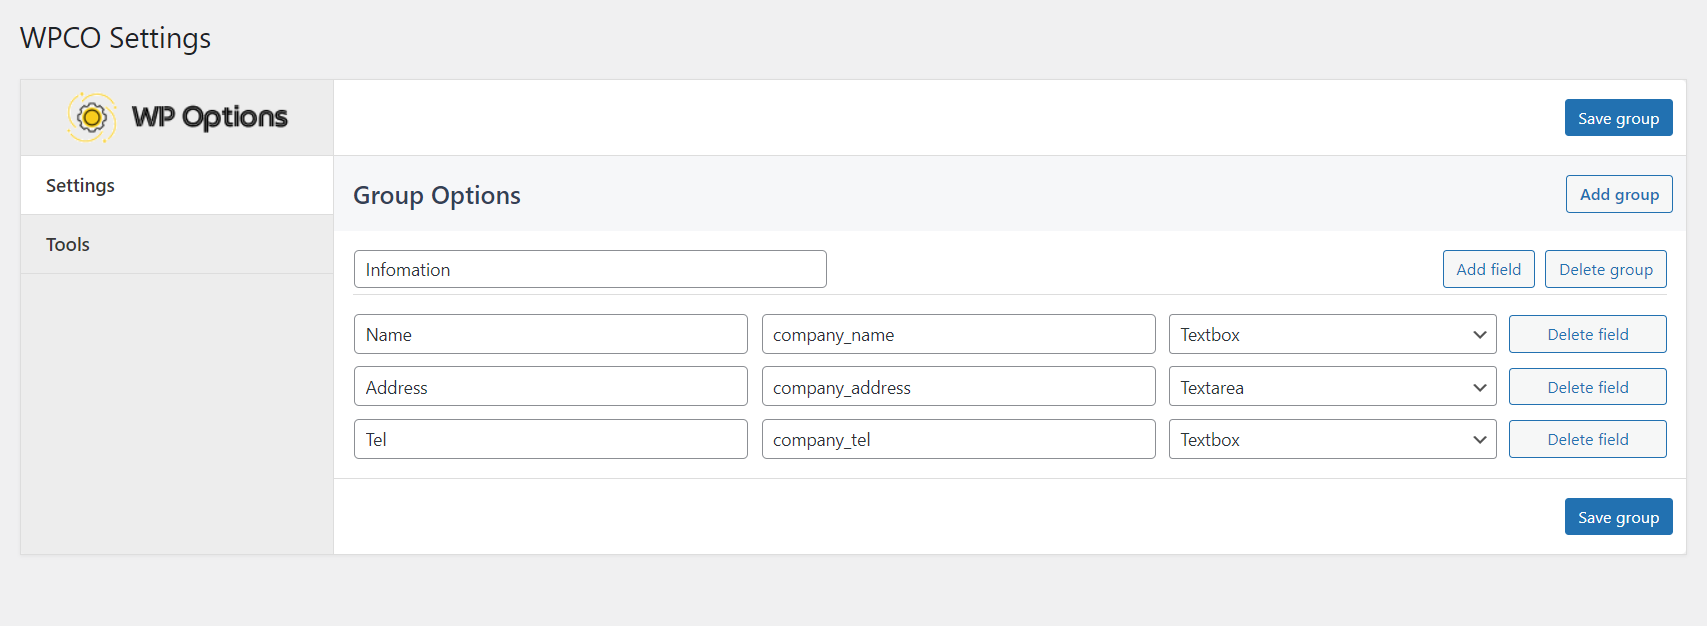 WPCO Settings
WP Options
Save group
Settings
Group Options
Add group
Tools
Infomation
Add field
Delete group
Name
company_name
Textbox
Delete field
Address
company_address
Textarea
Delete field
Tel
company_tel
Textbox
Delete field
Save group